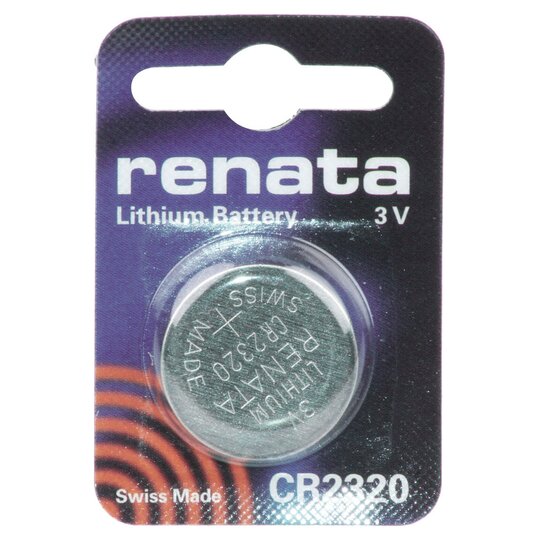 renata
Lithium Battery 3 V
SWISS MADE
+
CR2320
RENATA
LITHIUM
3V
Swiss Made
CR2320